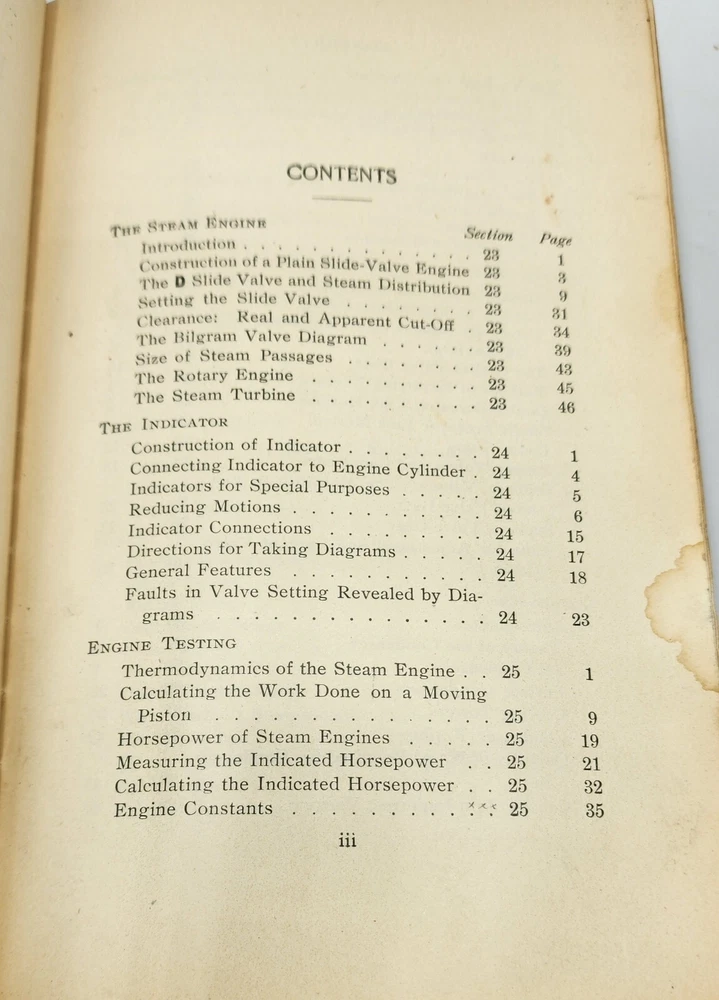 CONTENTS
THE STEAM ENGINE Section Page
Introduction . . . . . . . . . . . . . 23 1
Construction of a Plain Slide-Valve Engine 23 3
The D Slide Valve and Steam Distribution 23 9
Setting the Slide Valve . . . . . . . 23 31
Clearance: Real and Apparent Cut-Off . 23 34
The Bilgram Valve Diagram . . . . . 23 39
Size of Steam Passages . . . . . . . 23 43
The Rotary Engine . . . . . . . . . 23 45
The Steam Turbine . . . . . . . . . 23 46
THE INDICATOR
Construction of Indicator . . . . . . . 24 1
Connecting Indicator to Engine Cylinder . 24 4
Indicators for Special Purposes . . . . . 24 5
Reducing Motions . . . . . . . . . . 24 6
Indicator Connections . . . . . . . . 24 15
Directions for Taking Diagrams . . . . . 24 17
General Features . . . . . . . . . . 24 18
Faults in Valve Setting Revealed by Dia-
grams . . . . . . . . . . . . . . 24 23
ENGINE TESTING
Thermodynamics of the Steam Engine . . 25 1
Calculating the Work Done on a Moving
Piston . . . . . . . . . . . . . 25 9
Horsepower of Steam Engines . . . . . 25 19
Measuring the Indicated Horsepower . . 25 21
Calculating the Indicated Horsepower . . 25 32
Engine Constants . . . . . . . . . . 25 35
iii